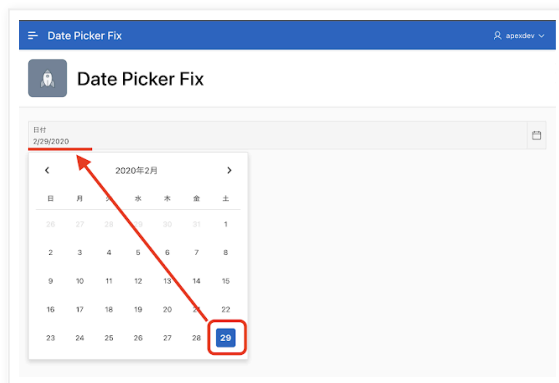 Date Picker Fix
apexdev
Date Picker Fix
日付
2/29/2020
2020年2月
日 月 火 水 木 金 土
26 27 28 29 30 31 1
2 3 4 5 6 7 8
9 10 11 12 13 14 15
16 17 18 19 20 21 22
23 24 25 26 27 28 29